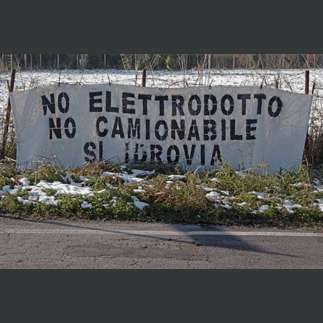 NO ELETTRODOTTO
NO CAMIONABILE
SI IDROVIA